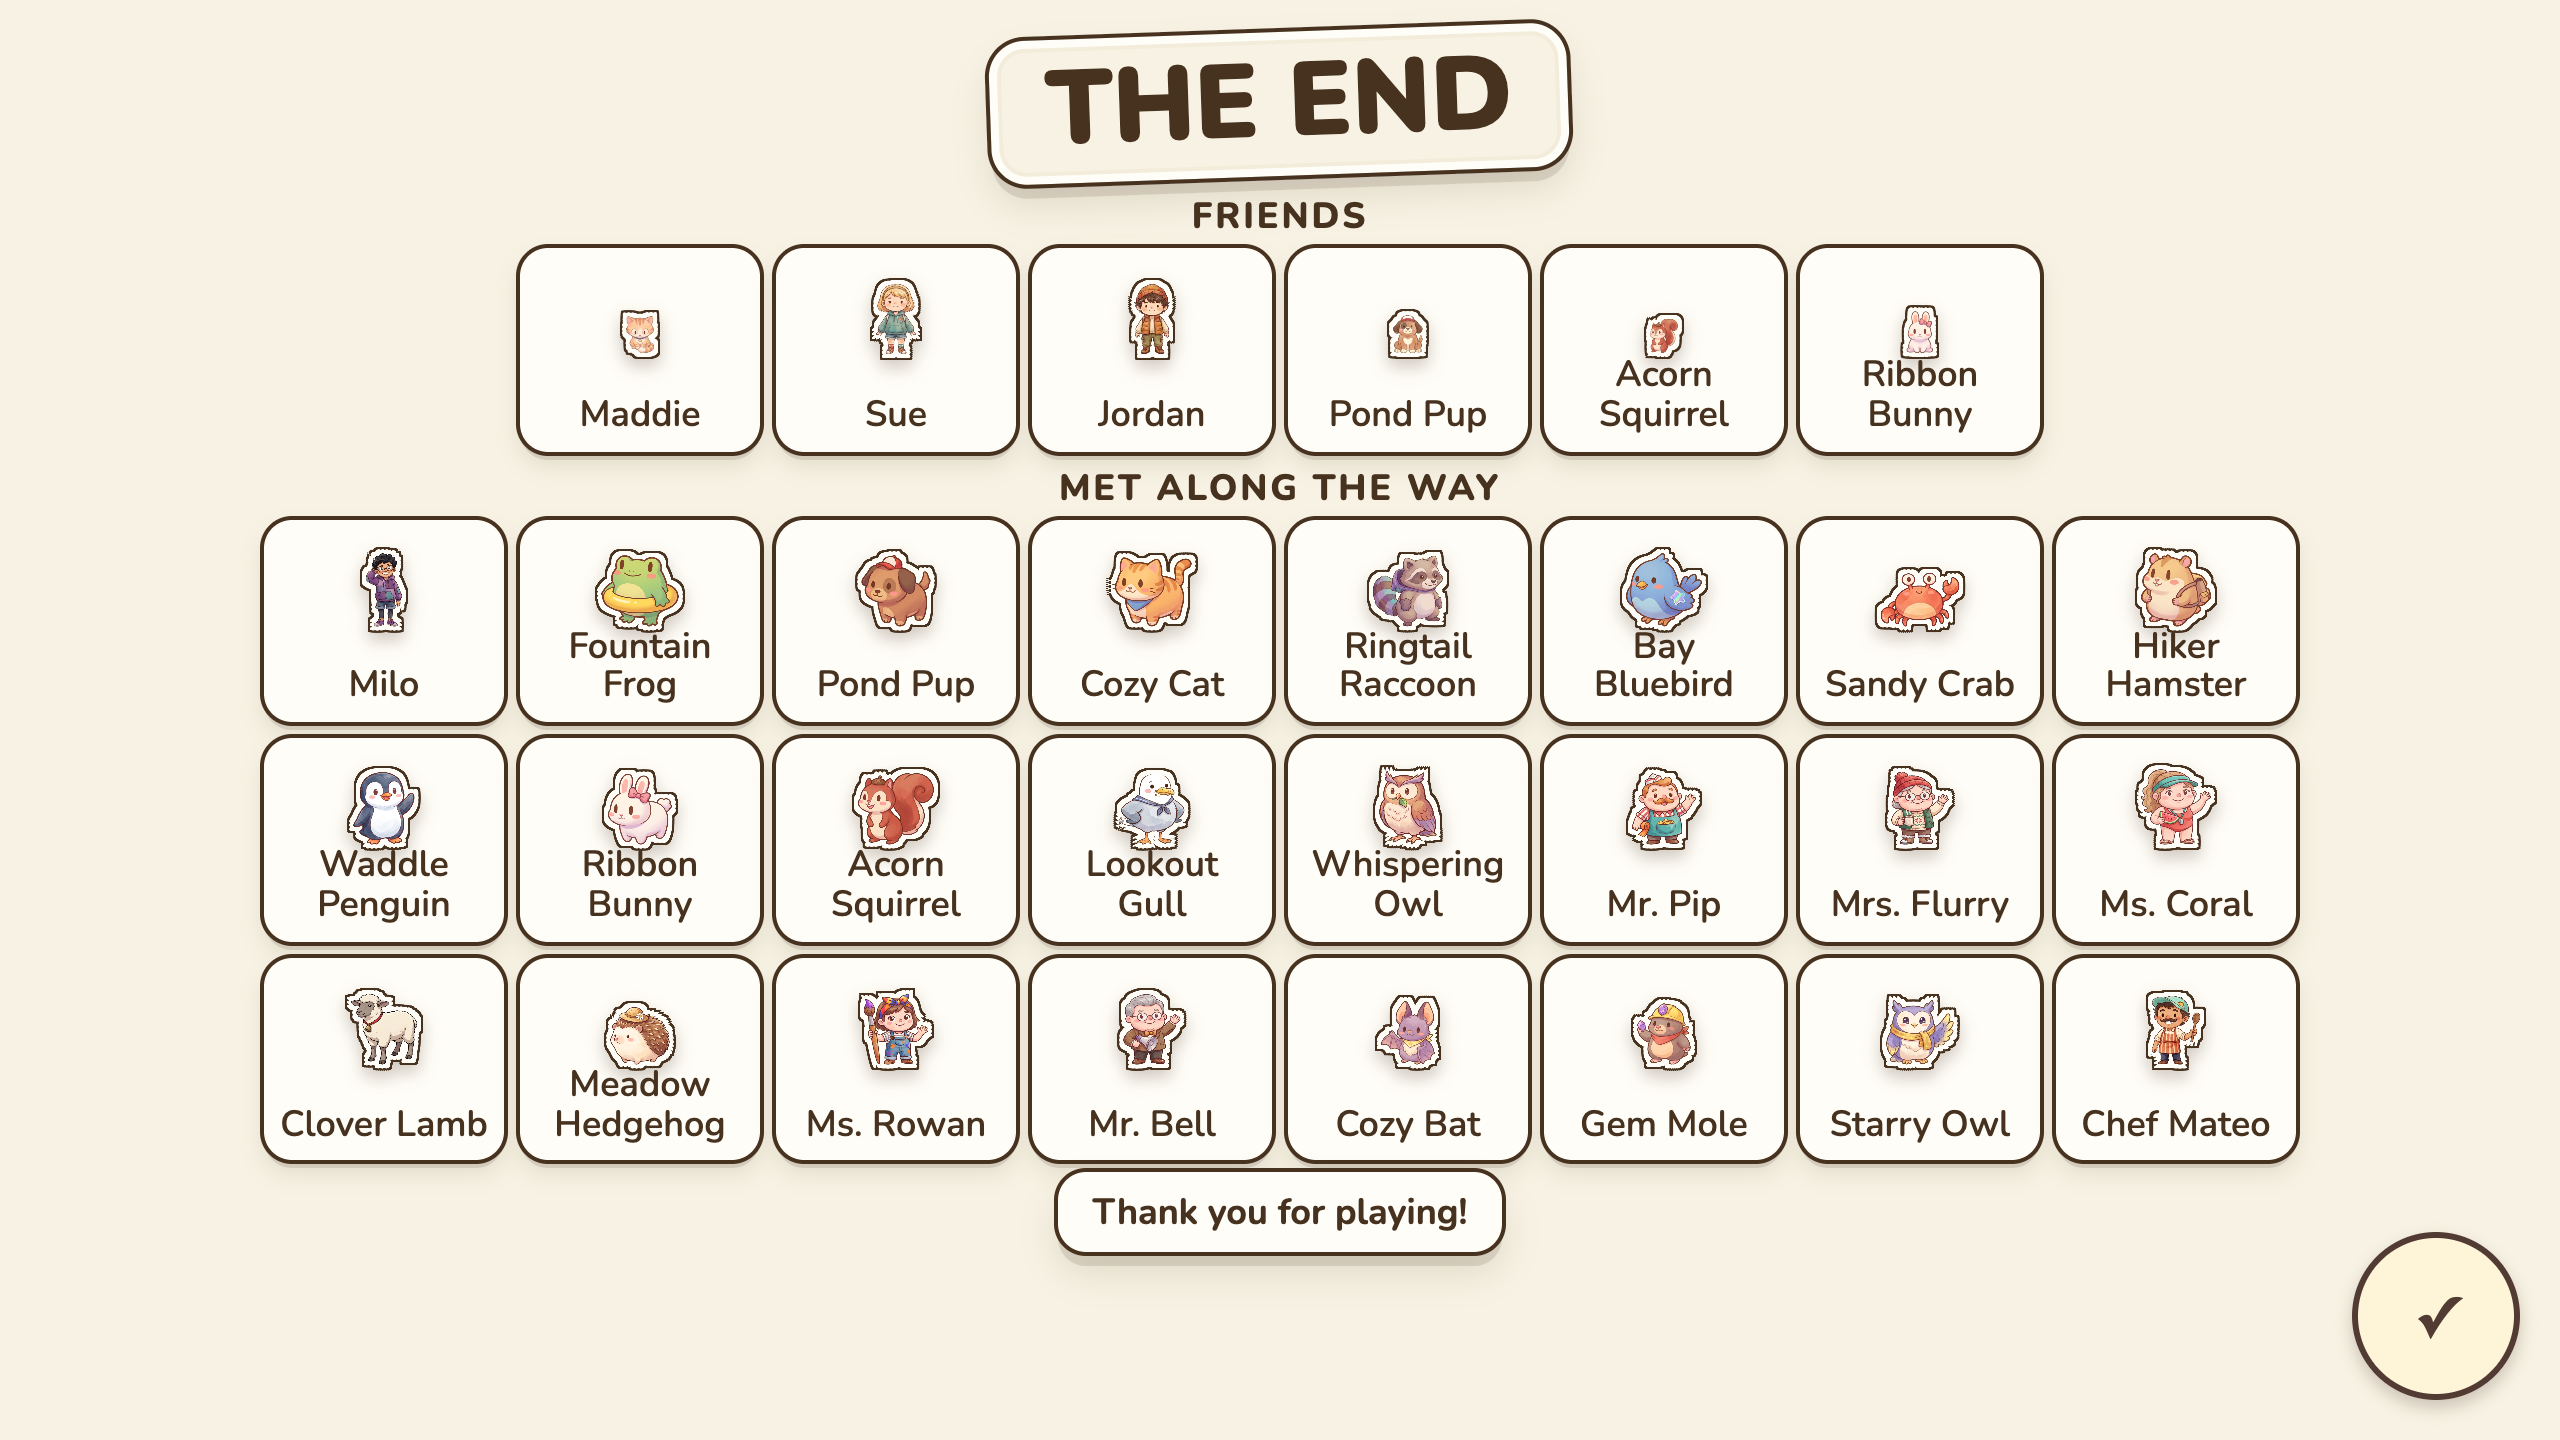 THE END
FRIENDS
Maddie
Sue
Jordan
Pond Pup
Acorn
Squirrel
Ribbon
Bunny
MET ALONG THE WAY
Milo
Fountain
Frog
Pond Pup
Cozy Cat
Ringtail
Raccoon
Bay
Bluebird
Sandy Crab
Hiker
Hamster
Waddle
Penguin
Ribbon
Bunny
Acorn
Squirrel
Lookout
Gull
Whispering
Owl
Mr. Pip
Mrs. Flurry
Ms. Coral
Clover Lamb
Meadow
Hedgehog
Ms. Rowan
Mr. Bell
Cozy Bat
Gem Mole
Starry Owl
Chef Mateo
Thank you for playing!